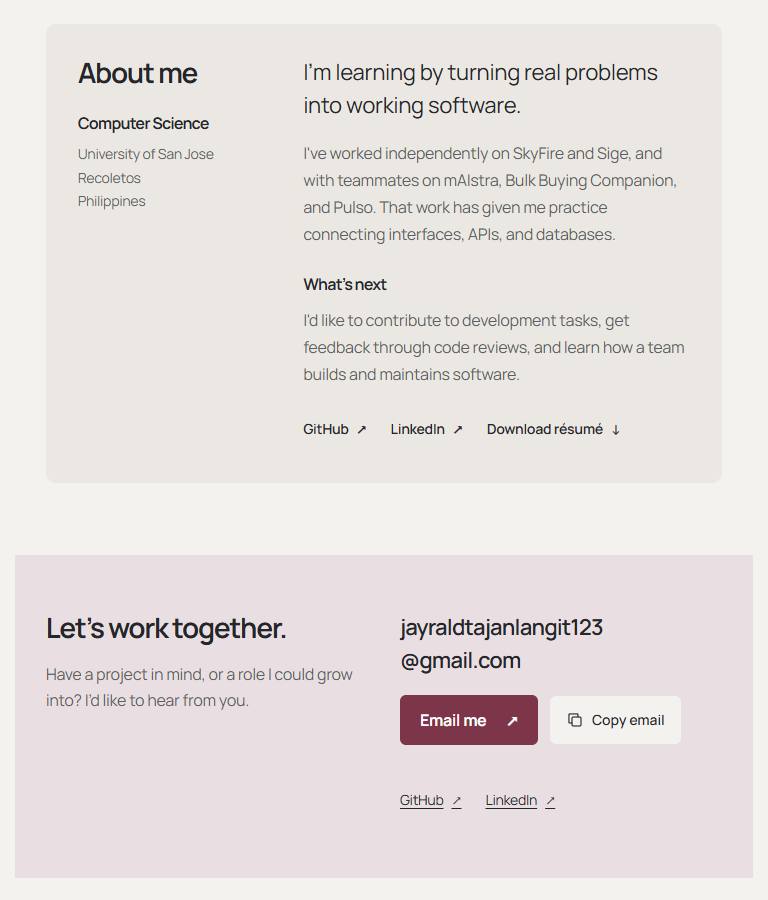 About me
Computer Science
University of San Jose
Recoletos
Philippines
I'm learning by turning real problems
into working software.
I've worked independently on SkyFire and Sige, and
with teammates on mAIstra, Bulk Buying Companion,
and Pulso. That work has given me practice
connecting interfaces, APIs, and databases.
What's next
I'd like to contribute to development tasks, get
feedback through code reviews, and learn how a team
builds and maintains software.
GitHub ↗ LinkedIn ↗ Download résumé ↓
Let's work together.
Have a project in mind, or a role I could grow
into? I'd like to hear from you.
jayraldtajanlangit123
@gmail.com
Email me ↗ Copy email
GitHub ↗ LinkedIn ↗